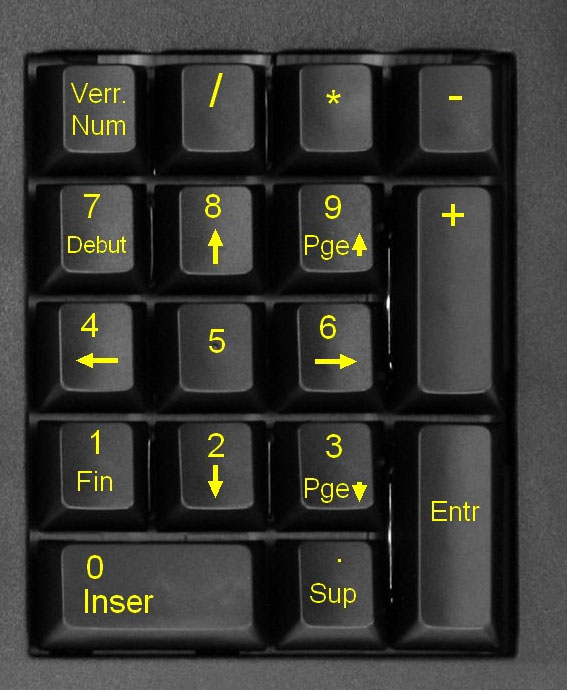 Verr.
Num
/
*
-
7
Debut
8
↑
9
Pge↑
+
4
←
5
6
→
1
Fin
2
↓
3
Pge↓
Entr
0
Inser
.
Sup